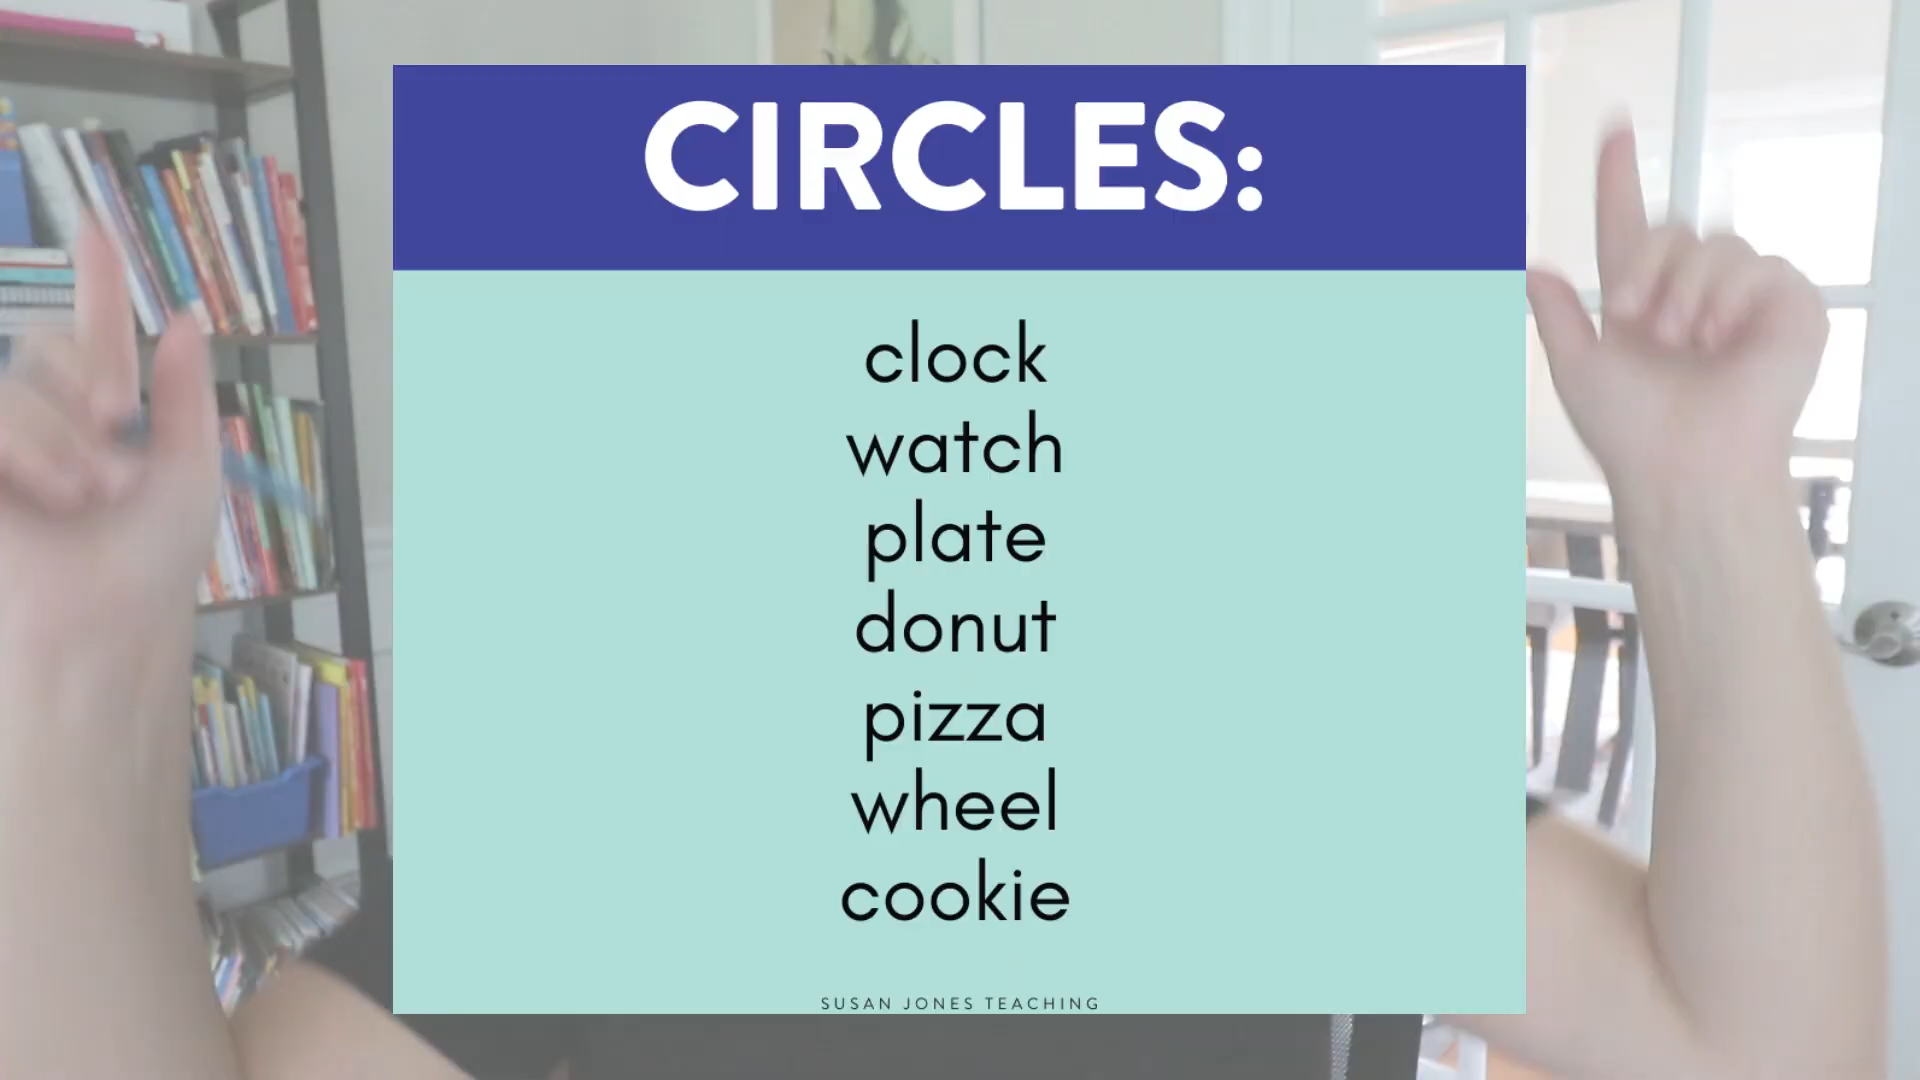 CIRCLES:
clock
watch
plate
donut
pizza
wheel
cookie
SUSAN JONES TEACHING